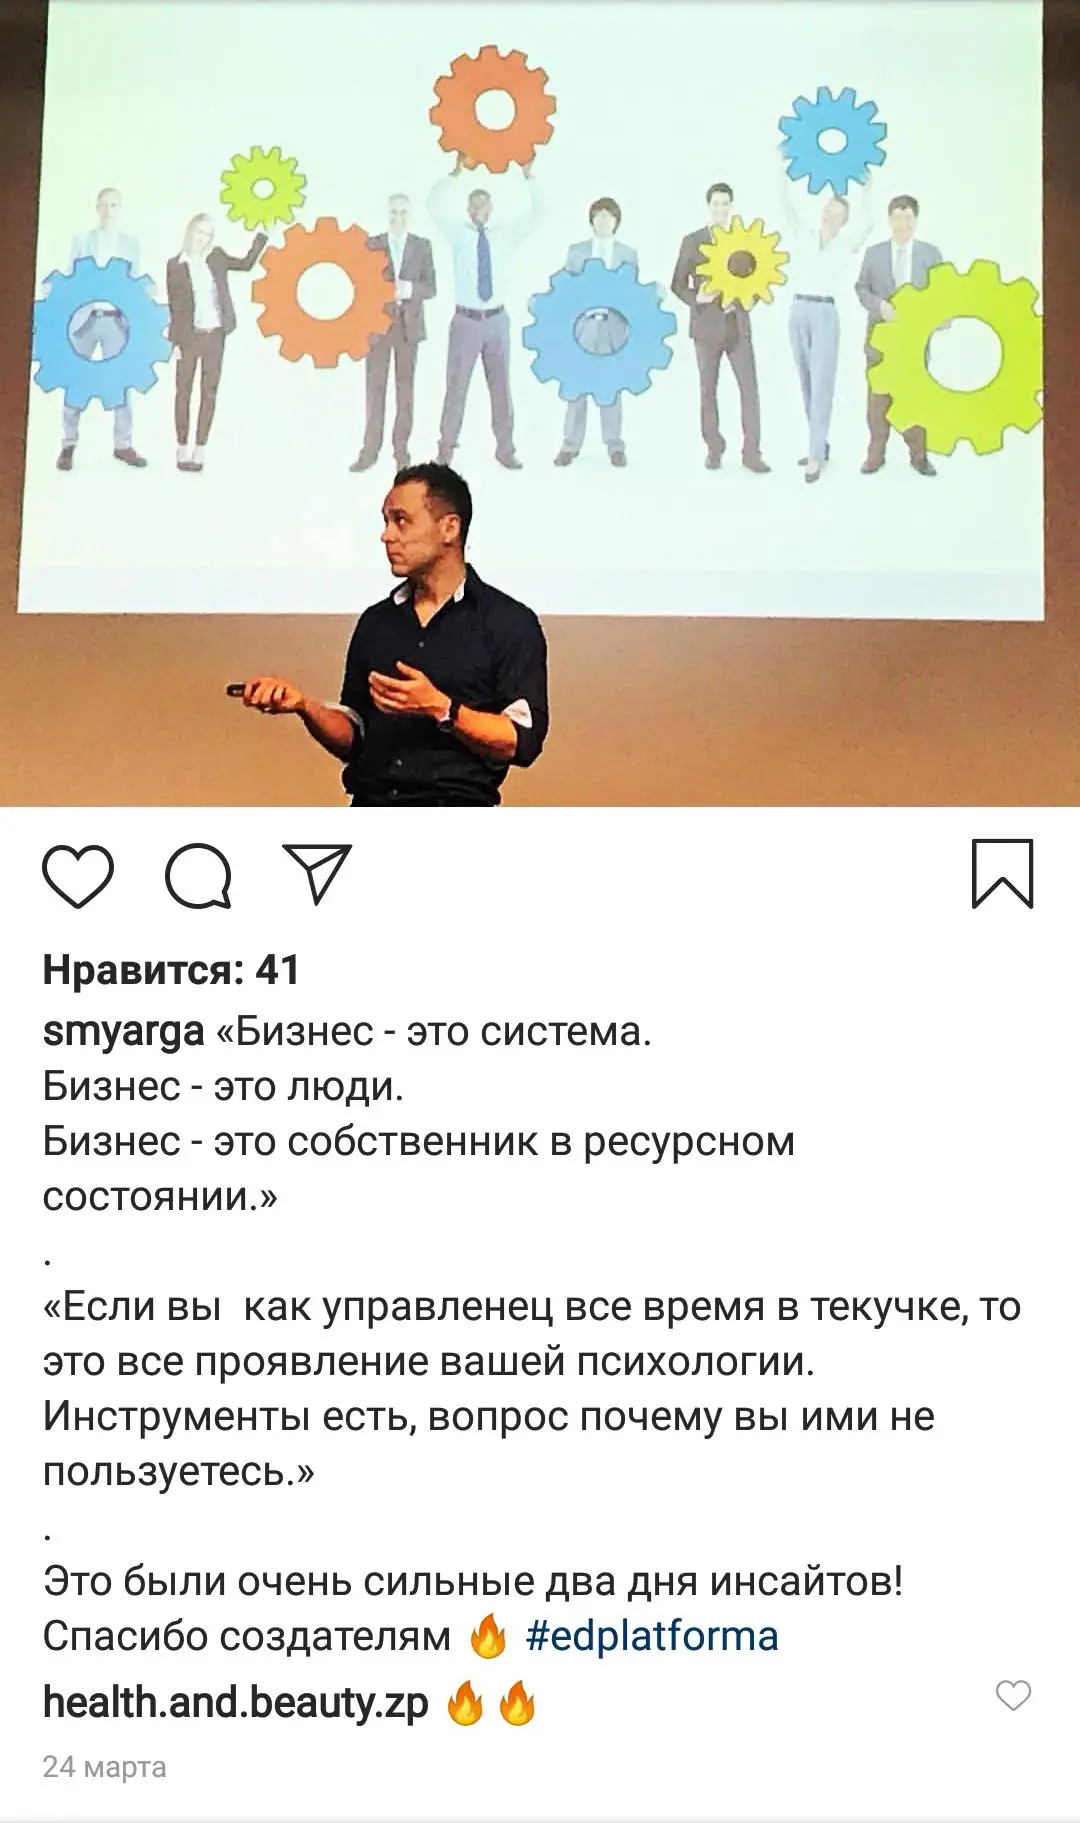 Нравится: 41
smyarga «Бизнес - это система.
Бизнес - это люди.
Бизнес - это собственник в ресурсном
состоянии.»
.
«Если вы  как управленец все время в текучке, то
это все проявление вашей психологии.
Инструменты есть, вопрос почему вы ими не
пользуетесь.»
.
Это были очень сильные два дня инсайтов!
Спасибо создателям 🔥 #edplatforma
health.and.beauty.zp 🔥🔥
24 марта